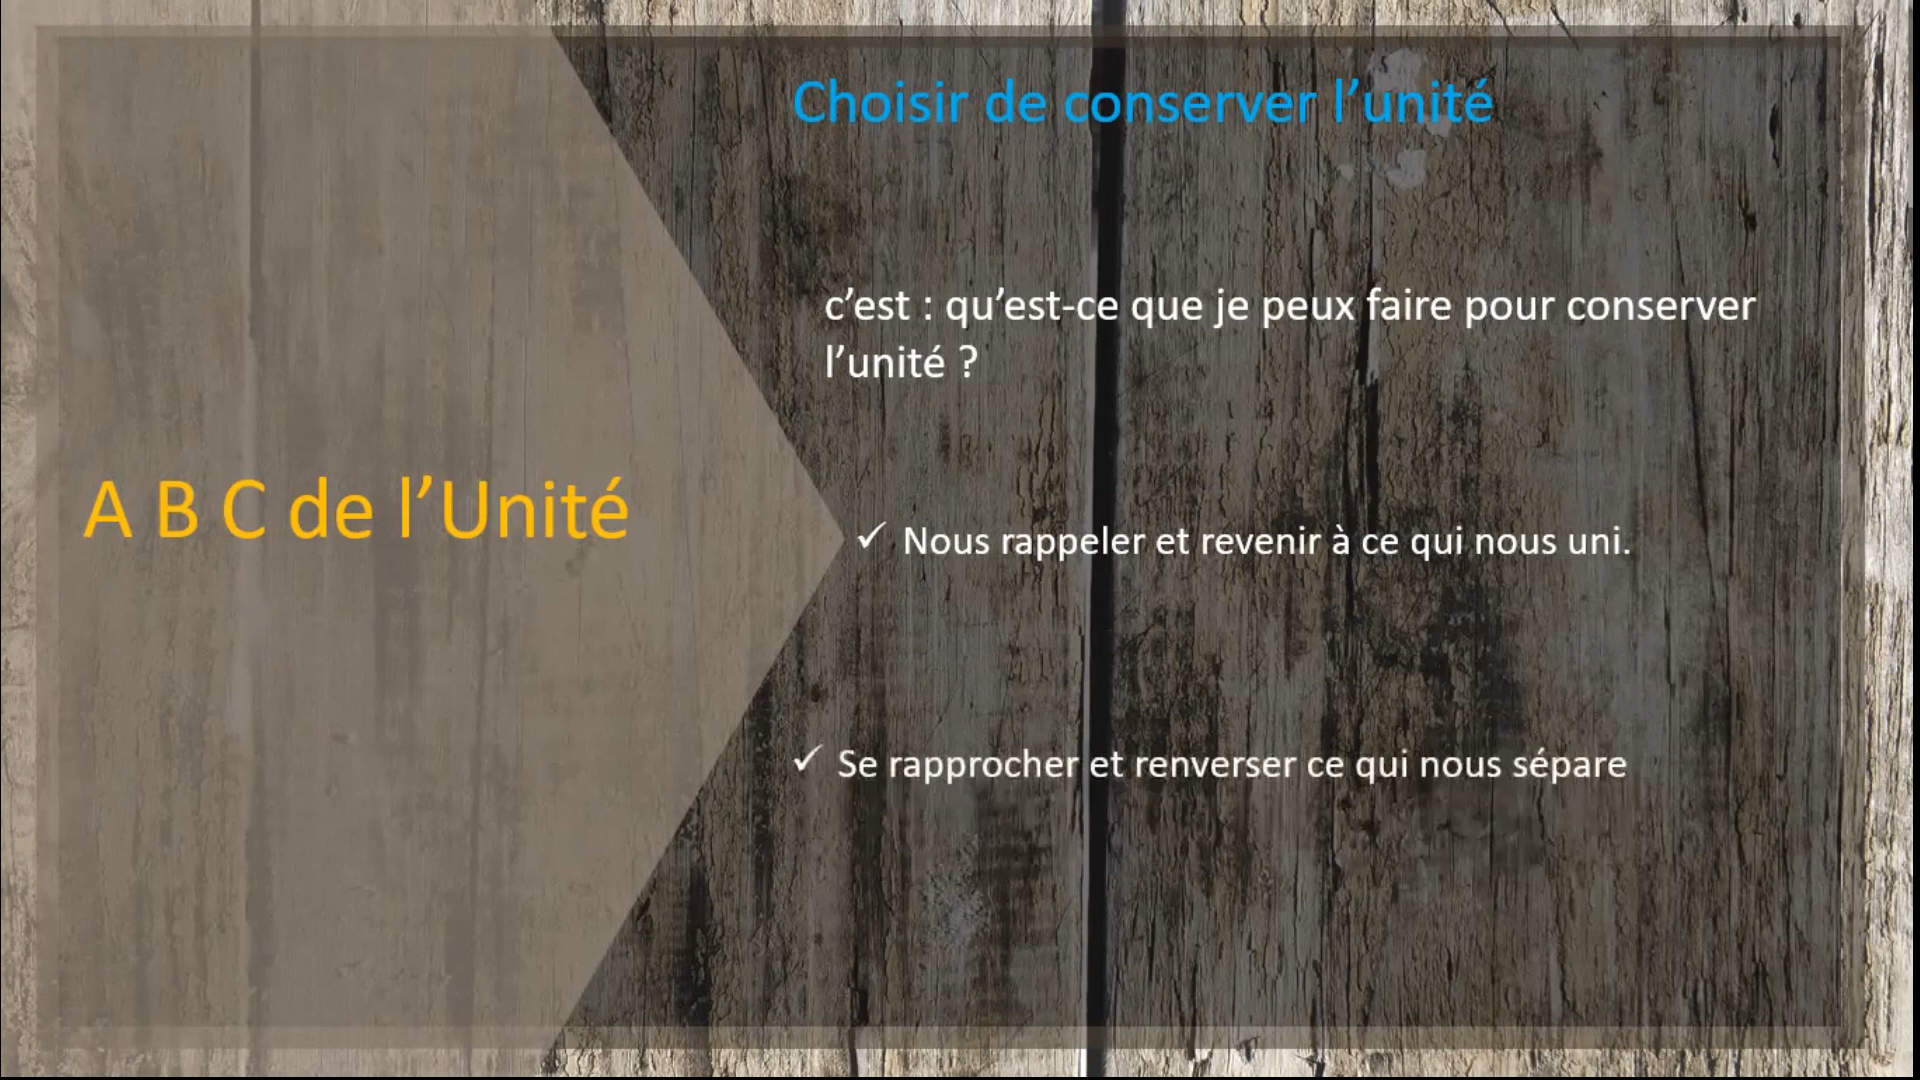 Choisir de conserver l’unité
c’est : qu’est-ce que je peux faire pour conserver
l’unité ?
A B C de l’Unité
✓ Nous rappeler et revenir à ce qui nous uni.
✓ Se rapprocher et renverser ce qui nous sépare